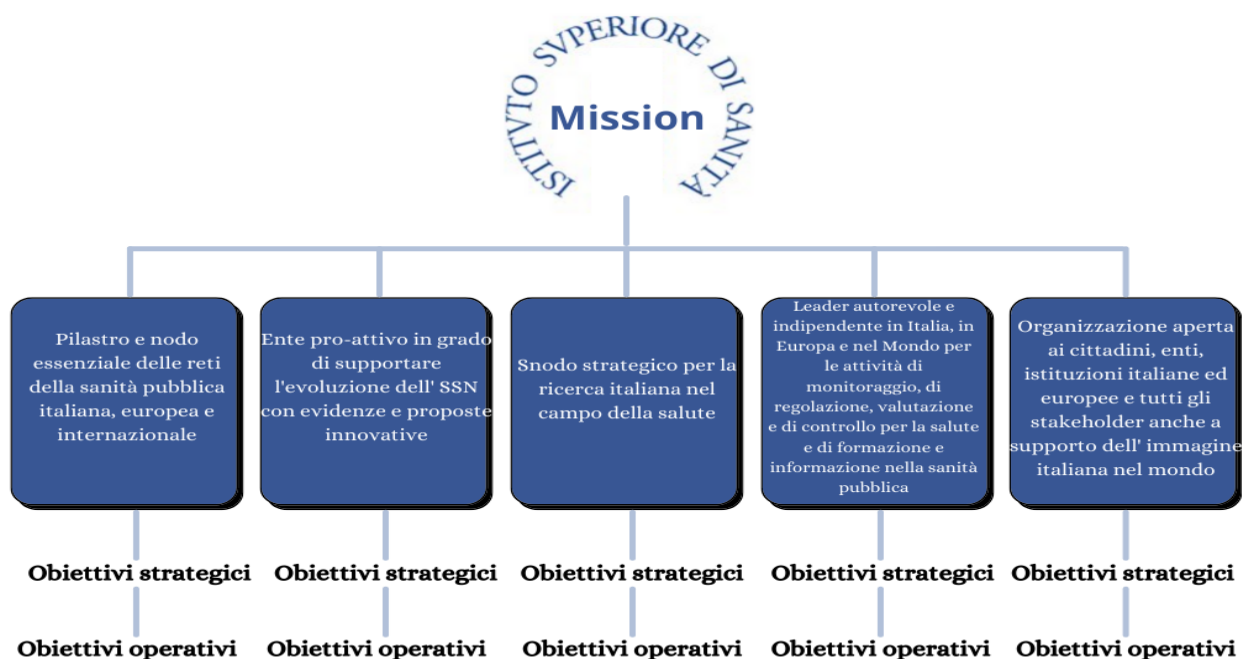 ISTITVTO SVPERIORE DI SANITÀ
Mission
Pilastro e nodo
essenziale delle reti
della sanità pubblica
italiana, europea e
internazionale
Ente pro-attivo in grado
di supportare
l'evoluzione dell' SSN
con evidenze e proposte
innovative
Snodo strategico per la
ricerca italiana nel
campo della salute
Leader autorevole e
indipendente in Italia, in
Europa e nel Mondo per
le attività di
monitoraggio, di
regolazione, valutazione
e di controllo per la salute
e di formazione e
informazione nella sanità
pubblica
Organizzazione aperta
ai cittadini, enti,
istituzioni italiane ed
europee e tutti gli
stakeholder anche a
supporto dell' immagine
italiana nel mondo
Obiettivi strategici
Obiettivi strategici
Obiettivi strategici
Obiettivi strategici
Obiettivi strategici
Obiettivi operativi
Obiettivi operativi
Obiettivi operativi
Obiettivi operativi
Obiettivi operativi